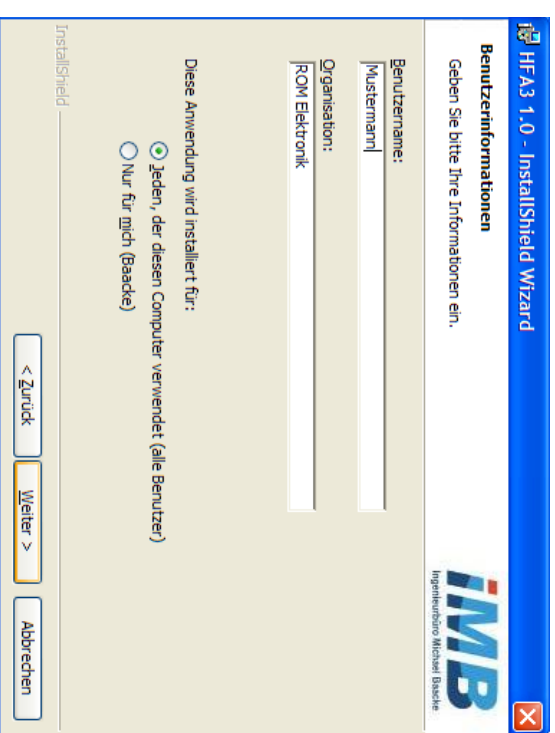 HFA3 1.0 - InstallShield Wizard
Benutzerinformationen
Geben Sie bitte Ihre Informationen ein.
iMB
Ingenieurbüro Michael Baacke
Benutzername:
Mustermann
Organisation:
ROM Elektronik
Diese Anwendung wird installiert für:
Jeden, der diesen Computer verwendet (alle Benutzer)
Nur für mich (Baacke)
InstallShield
< Zurück
Weiter >
Abbrechen